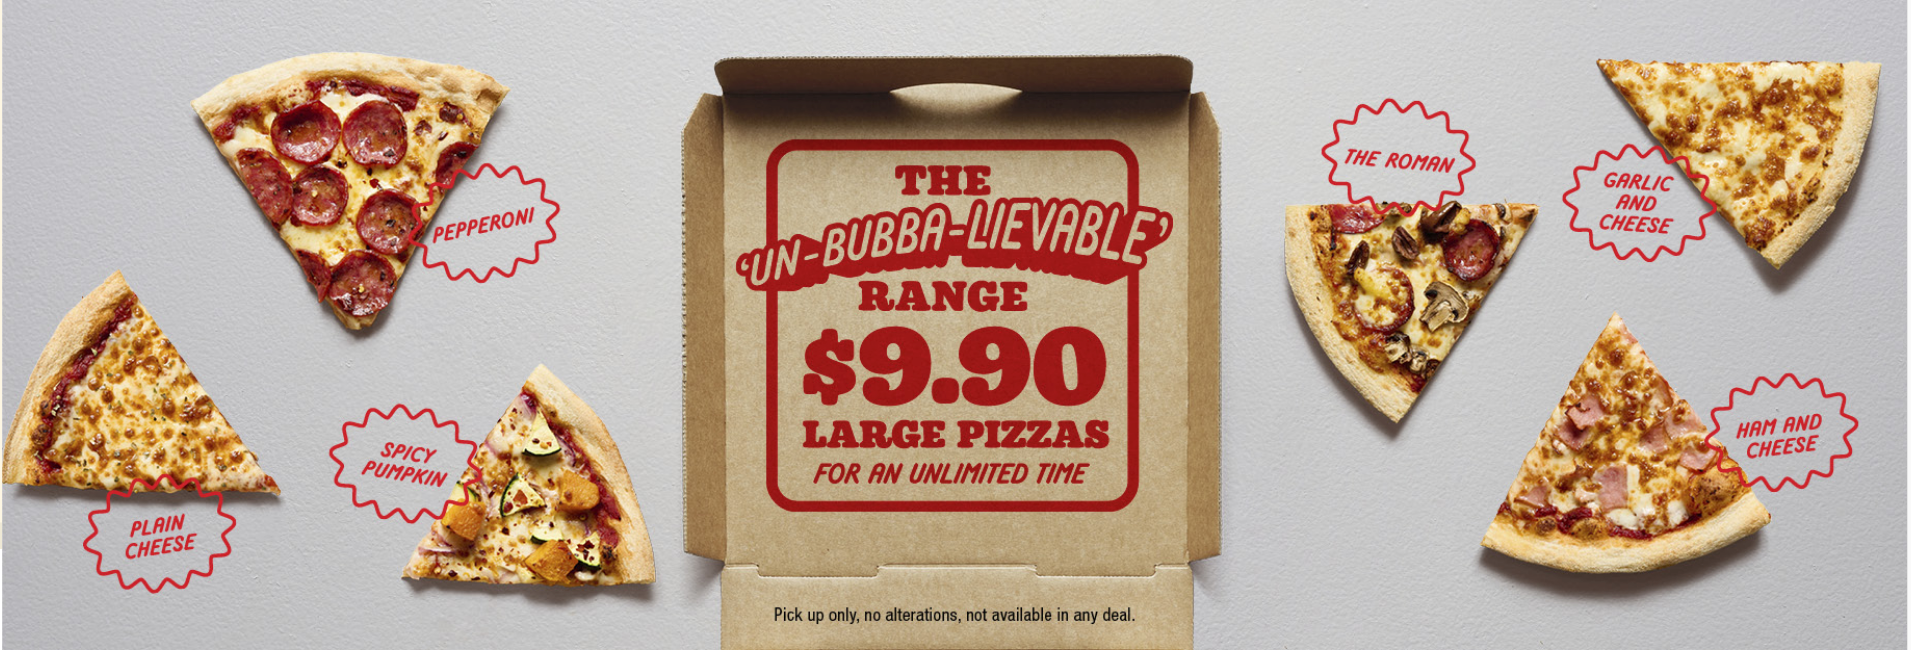 PEPPERONI
PLAIN
CHEESE
SPICY
PUMPKIN
THE
'UN-BUBBA-LIEVABLE'
RANGE
$9.90
LARGE PIZZAS
FOR AN UNLIMITED TIME
Pick up only, no alterations, not available in any deal.
THE ROMAN
GARLIC
AND
CHEESE
HAM AND
CHEESE